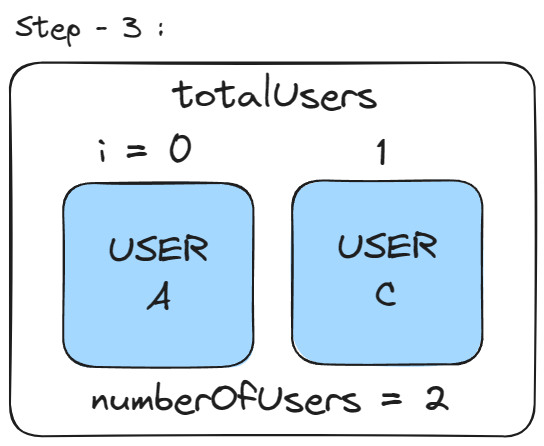 Step - 3 :
totalUsers
i = 0 1
USER
A
USER
C
numberOfUsers = 2